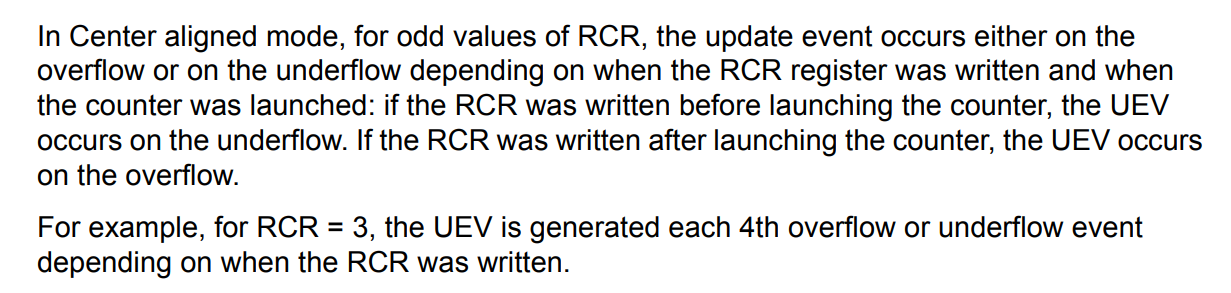 In Center aligned mode, for odd values of RCR, the update event occurs either on the
overflow or on the underflow depending on when the RCR register was written and when
the counter was launched: if the RCR was written before launching the counter, the UEV
occurs on the underflow. If the RCR was written after launching the counter, the UEV occurs
on the overflow.
For example, for RCR = 3, the UEV is generated each 4th overflow or underflow event
depending on when the RCR was written.